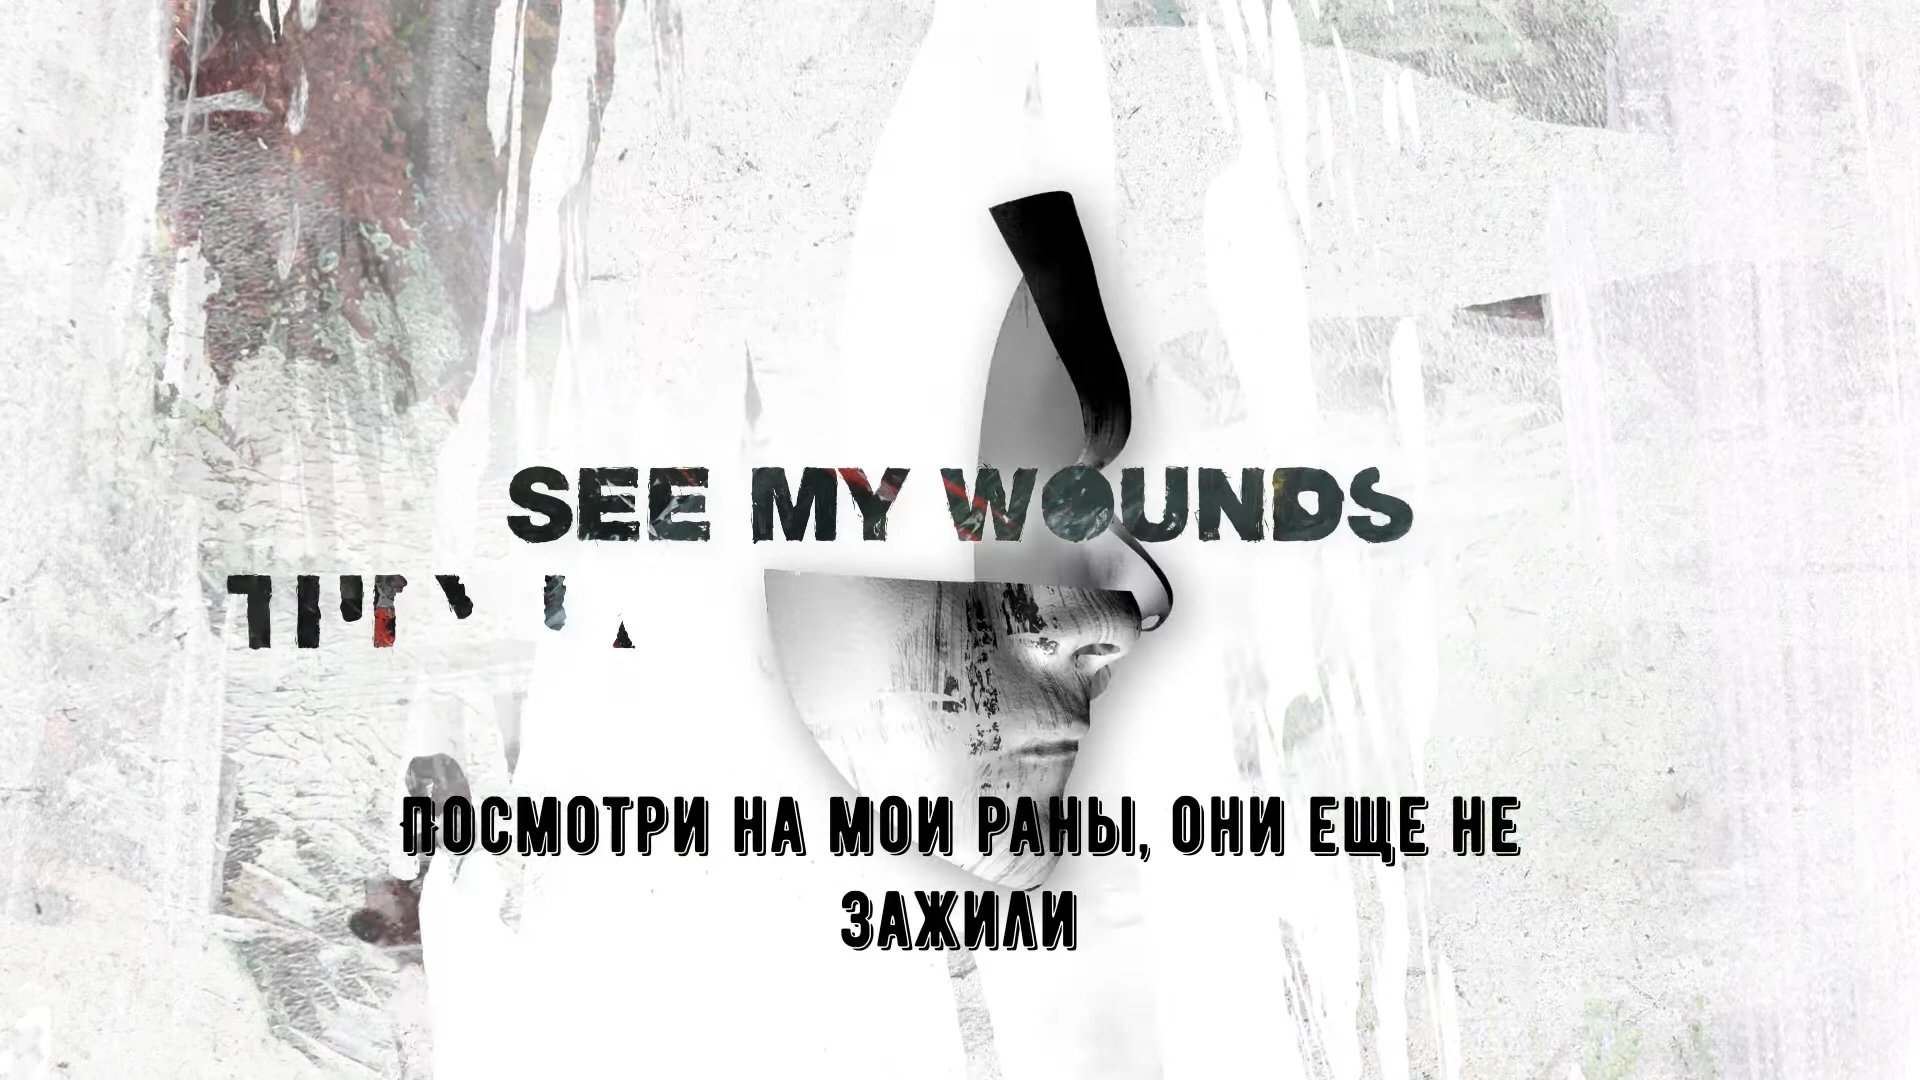 SEE MY WOUNDS
ПОСМОТРИ НА МОИ РАНЫ, ОНИ ЕЩЕ НЕ
ЗАЖИЛИ